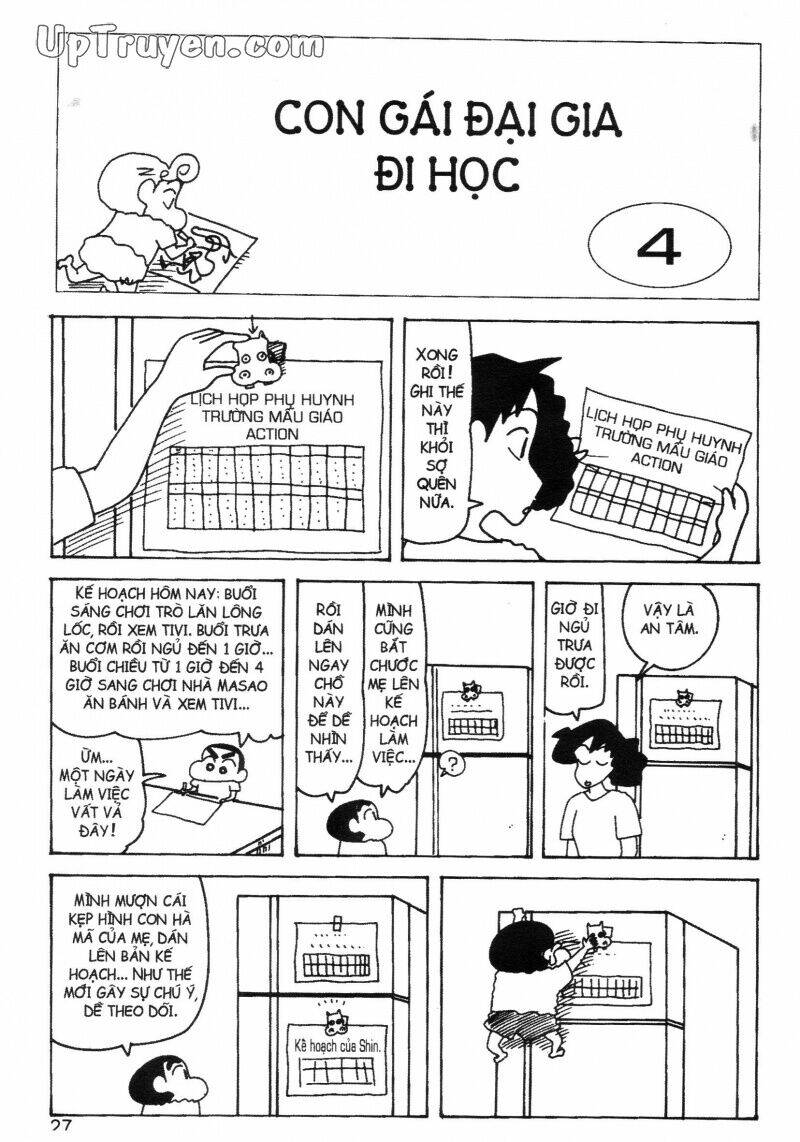 UpTruyen.com
CON GÁI ĐẠI GIA
ĐI HỌC
4
LỊCH HỌP PHỤ HUYNH
TRƯỜNG MẪU GIÁO
ACTION
XONG
RỒI!
GHI THẾ
NÀY
THÌ
KHỎI
SỢ
QUÊN
NỮA.
LỊCH HỌP PHỤ HUYNH
TRƯỜNG MẪU GIÁO
ACTION
KẾ HOẠCH HÔM NAY: BUỔI
SÁNG CHƠI TRÒ LĂN LÔNG
LỐC, RỒI XEM TIVI. BUỔI TRƯA
ĂN CƠM RỒI NGỦ ĐẾN 1 GIỜ...
BUỔI CHIỀU TỪ 1 GIỜ ĐẾN 4
GIỜ SANG CHƠI NHÀ MASAO
ĂN BÁNH VÀ XEM TIVI...
ỪM...
MỘT NGÀY
LÀM VIỆC
VẤT VẢ
ĐÂY!
MÌNH
CŨNG
BẮT
CHƯỚC
MẸ LÊN
KẾ
HOẠCH
LÀM
VIỆC...
RỒI
DÁN
LÊN
NGAY
CHỖ
NÀY
ĐỂ DỄ
NHÌN
THẤY...
?
VẬY LÀ
AN TÂM.
GIỜ ĐI
NGỦ
TRƯA
ĐƯỢC
RỒI.
MÌNH MƯỢN CÁI
KẸP HÌNH CON HÀ
MÃ CỦA MẸ, DÁN
LÊN BẢN KẾ
HOẠCH... NHƯ THẾ
MỚI GÂY SỰ CHÚ Ý,
DỄ THEO DÕI.
Kế hoạch của Shin.
27